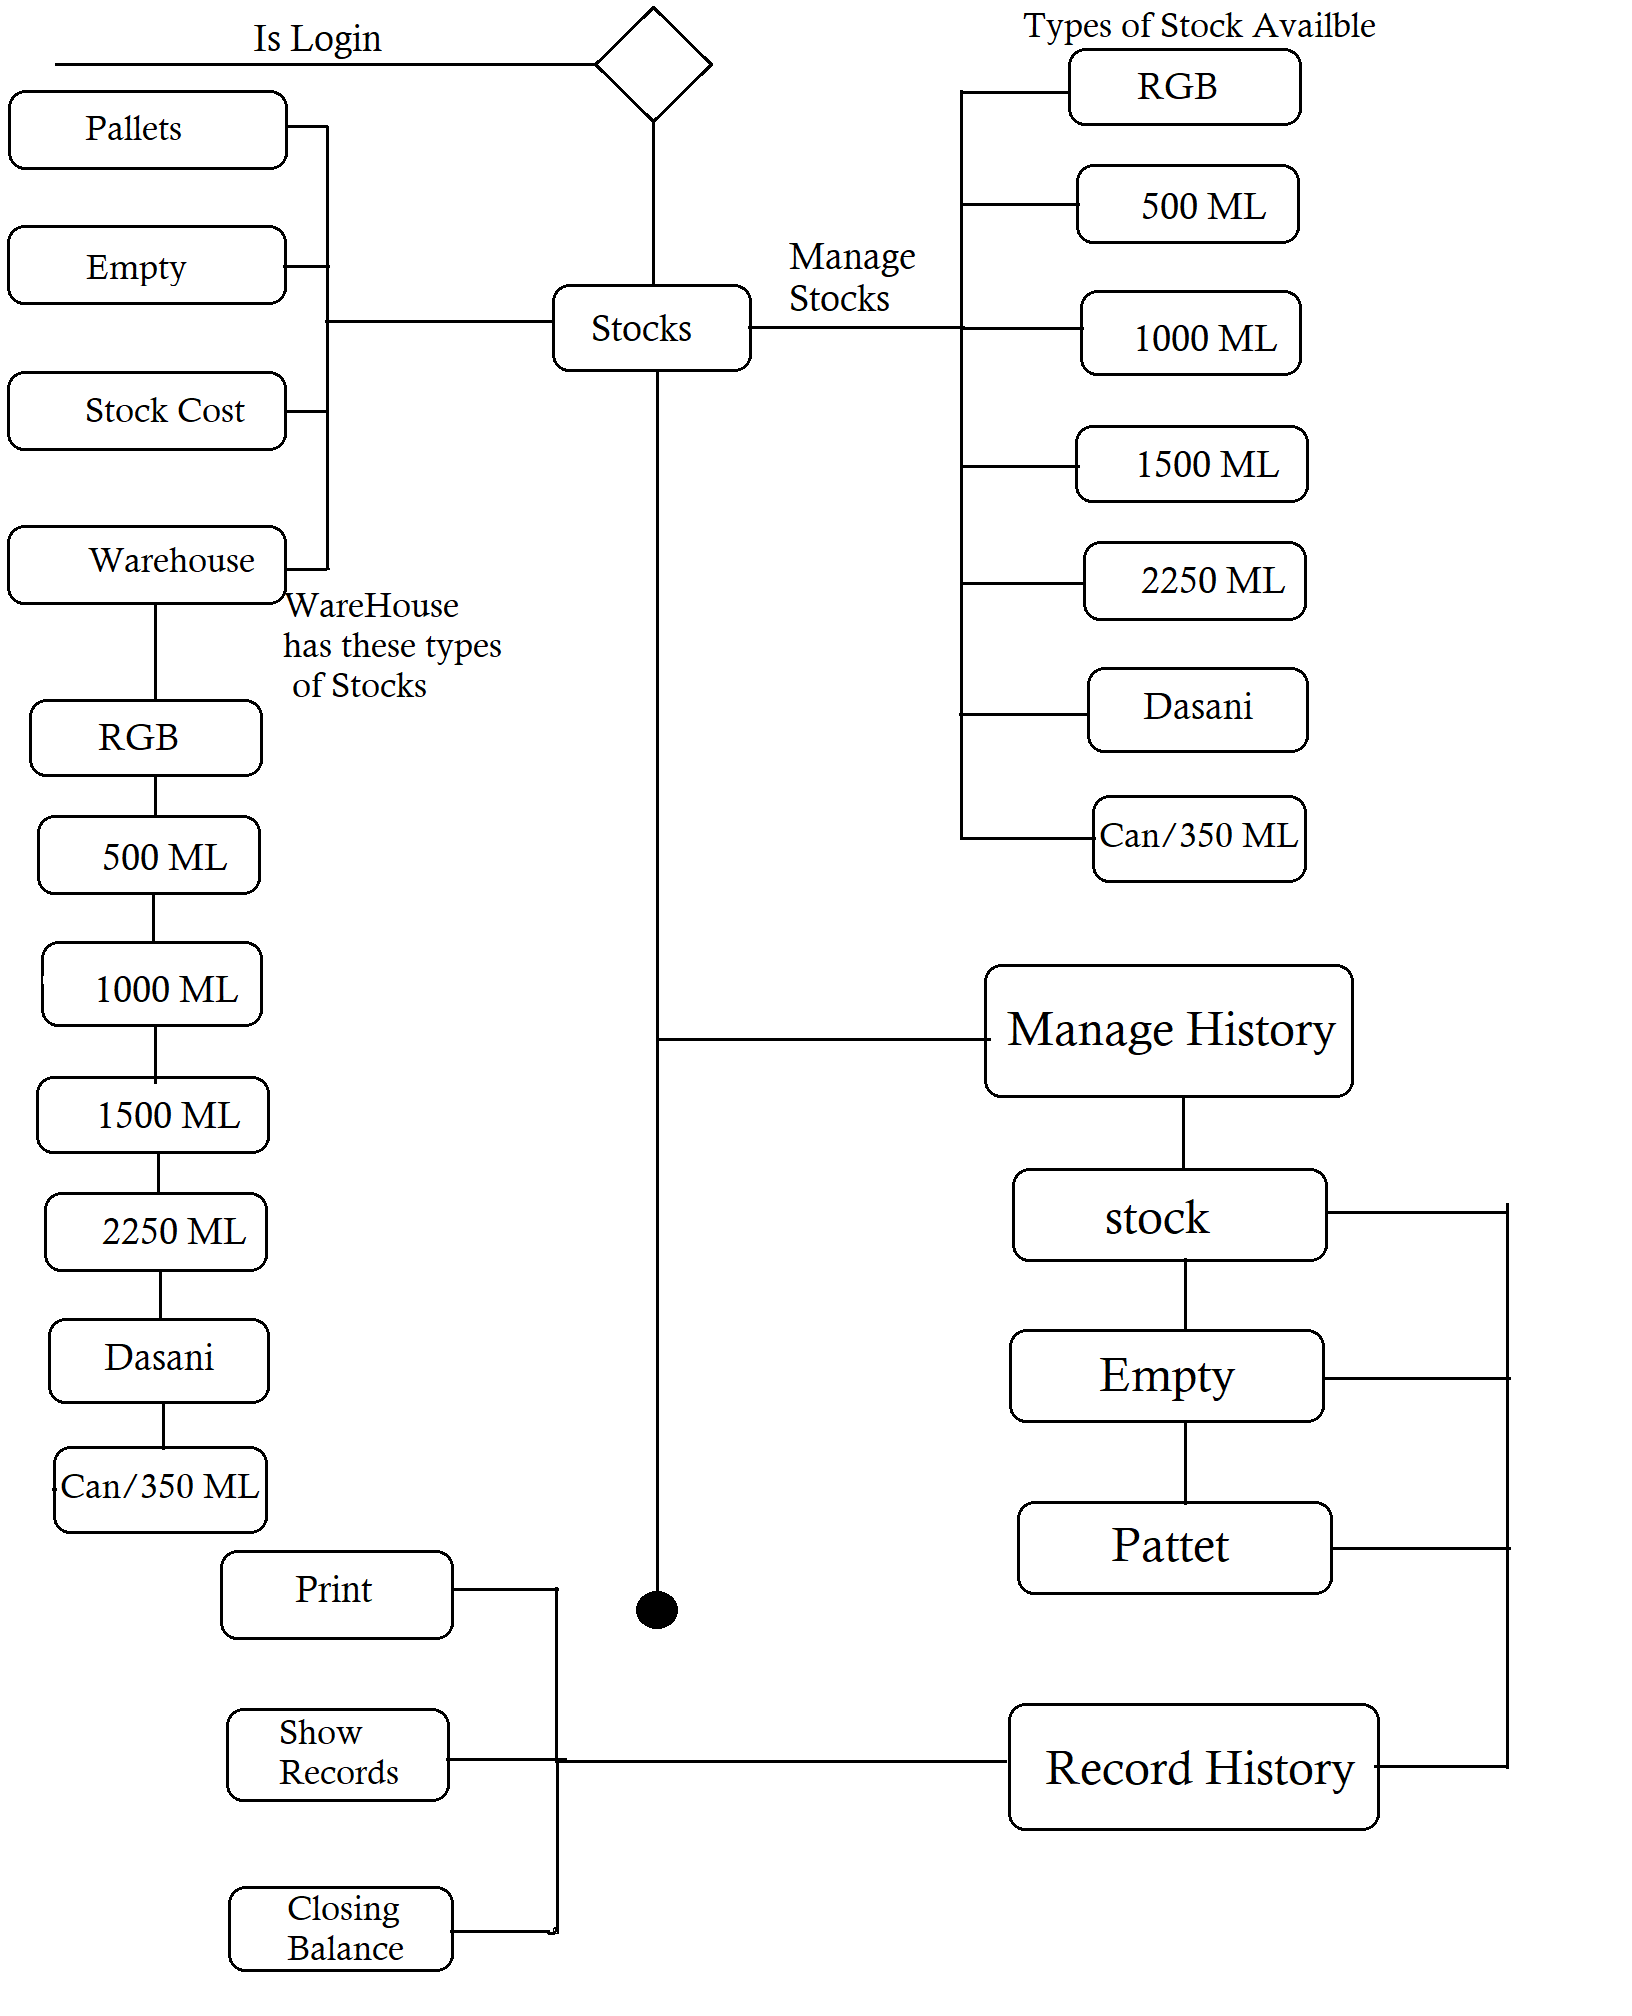 Is Login
Types of Stock Availble
RGB
500 ML
1000 ML
1500 ML
2250 ML
Dasani
Can/350 ML
Pallets
Empty
Stock Cost
Warehouse
Stocks
Manage
Stocks
WareHouse
has these types
of Stocks
RGB
500 ML
1000 ML
1500 ML
2250 ML
Dasani
Can/350 ML
Manage History
stock
Empty
Pattet
Record History
Print
Show
Records
Closing
Balance